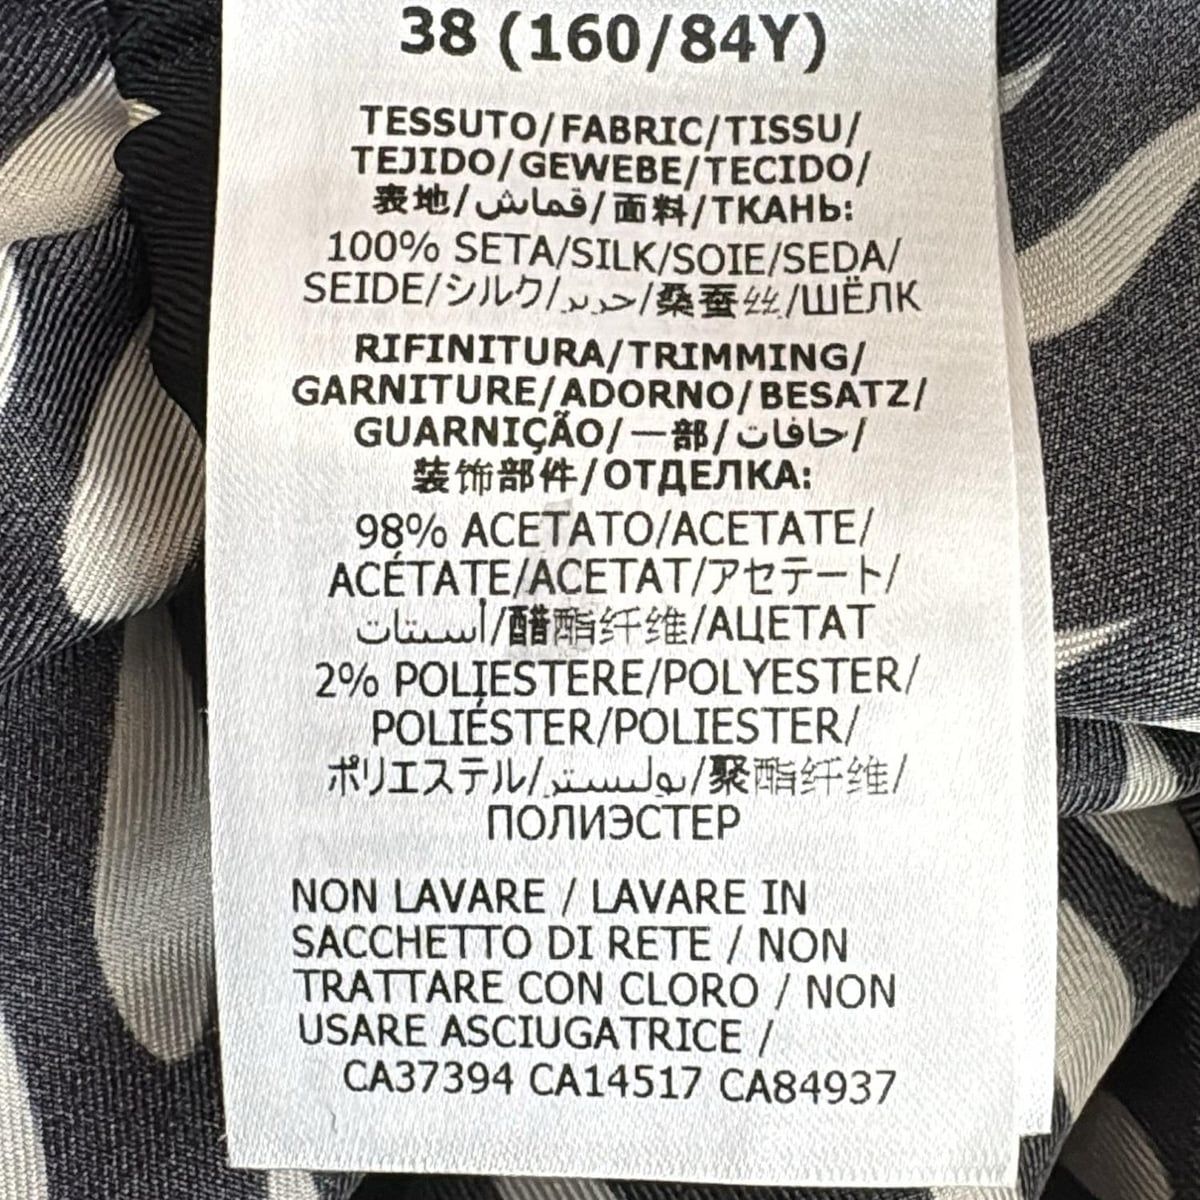 38 (160/84Y)
TESSUTO/FABRIC/TISSU/
TEJIDO/GEWEBE/TECIDO/
表地/قماش/面料/ТКАНЬ:
100% SETA/SILK/SOIE/SEDA/
SEIDE/シルク/حرير/桑蚕丝/ШЁЛК
RIFINITURA/TRIMMING/
GARNITURE/ADORNO/BESATZ/
GUARNIÇÃO/一部/حافات/
装饰部件/ОТДЕЛКА:
98% ACETATO/ACETATE/
ACÉTATE/ACETAT/アセテート/
أسيتات/醋酯纤维/АЦЕТАТ
2% POLIESTERE/POLYESTER/
POLIÉSTER/POLIESTER/
ポリエステル/بوليستر/聚酯纤维/
ПОЛИЭСТЕР
NON LAVARE / LAVARE IN
SACCHETTO DI RETE / NON
TRATTARE CON CLORO / NON
USARE ASCIUGATRICE /
CA37394 CA14517 CA84937